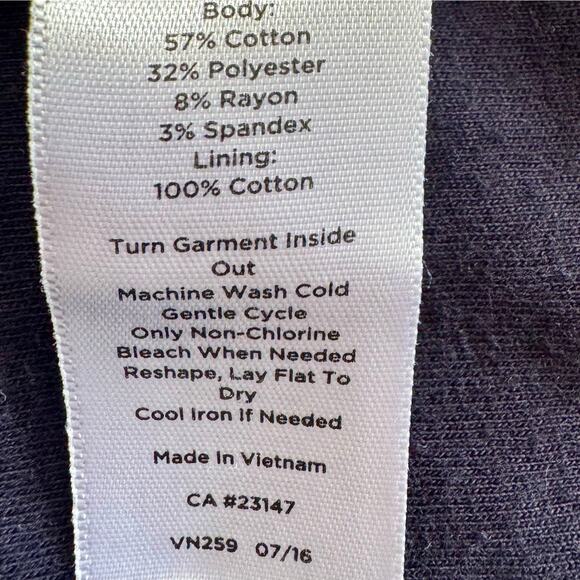 Body:
57% Cotton
32% Polyester
8% Rayon
3% Spandex
Lining:
100% Cotton
Turn Garment Inside
Out
Machine Wash Cold
Gentle Cycle
Only Non-Chlorine
Bleach When Needed
Reshape, Lay Flat To
Dry
Cool Iron If Needed
Made In Vietnam
CA #23147
VN259 07/16